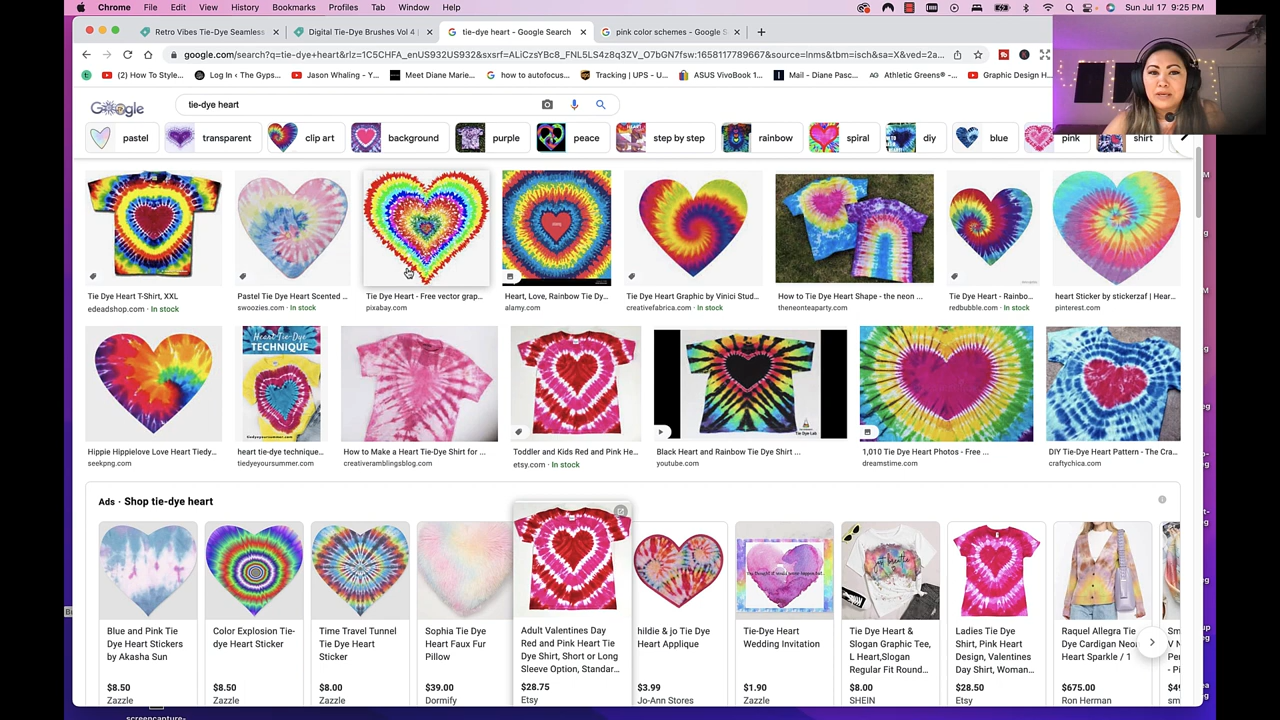 Chrome File Edit View History Bookmarks Profiles Tab Window Help Sun Jul 17 9:25 PM
Retro Vibes Tie-Dye Seamless Digital Tie-Dye Brushes Vol 4 tie-dye heart - Google Search pink color schemes - Google S
google.com/search?q=tie-dye+heart&rlz=1C5CHFA_enUS932US932&sxsrf=ALiCzsYBc8_FNL5LS4z8q3ZV_O7bGN7fsw:1658117789667&source=lnms&tbm=isch&sa=X&ved=2a...
(2) How To Style... Log In ‹ The Gyps... Jason Whaling - Y... Meet Diane Marie... how to autofocus... Tracking | UPS - U... ASUS VivoBook 1... Mail - Diane Pasc... Athletic Greens® -... Graphic Design H...
Google
tie-dye heart
pastel transparent clip art background purple peace step by step rainbow spiral diy blue pink shirt
Tie Dye Heart T-Shirt, XXL
edeadshop.com · In stock
Pastel Tie Dye Heart Scented ...
swoozies.com · In stock
Tie Dye Heart - Free vector grap...
pixabay.com
Heart, Love, Rainbow Tie Dy...
alamy.com
Tie Dye Heart Graphic by Vinici Stud...
creativefabrica.com · In stock
How to Tie Dye Heart Shape - the neon ...
theneonteaparty.com
Tie Dye Heart - Rainbo...
redbubble.com · In stock
heart Sticker by stickerzaf | Hear...
pinterest.com
Heart Tie-Dye
TECHNIQUE
tiedyeyoursummer.com
Tie Dye Lab
Hippie Hippielove Love Heart Tiedy...
seekpng.com
heart tie-dye technique...
tiedyeyoursummer.com
How to Make a Heart Tie-Dye Shirt for ...
creativeramblingsblog.com
Toddler and Kids Red and Pink He...
etsy.com · In stock
Black Heart and Rainbow Tie Dye Shirt ...
youtube.com
1,010 Tie Dye Heart Photos - Free ...
dreamstime.com
DIY Tie-Dye Heart Pattern - The Cra...
craftychica.com
Ads · Shop tie-dye heart
Blue and Pink Tie
Dye Heart Stickers
by Akasha Sun
$8.50
Zazzle
Color Explosion Tie-
dye Heart Sticker
$8.50
Zazzle
Time Travel Tunnel
Tie Dye Heart
Sticker
$8.00
Zazzle
Sophia Tie Dye
Heart Faux Fur
Pillow
$39.00
Dormify
Adult Valentines Day
Red and Pink Heart Tie
Dye Shirt, Short or Long
Sleeve Option, Standar...
$28.75
Etsy
hildie & jo Tie Dye
Heart Applique
$3.99
Jo-Ann Stores
Tie-Dye Heart
Wedding Invitation
$1.90
Zazzle
just breathe
Tie Dye Heart &
Slogan Graphic Tee,
L Heart,Slogan
Regular Fit Round...
$8.00
SHEIN
Ladies Tie Dye
Shirt, Pink Heart
Design, Valentines
Day Shirt, Woman...
$28.50
Etsy
Raquel Allegra Tie
Dye Cardigan Neon
Heart Sparkle / 1
$675.00
Ron Herman
screencapture-